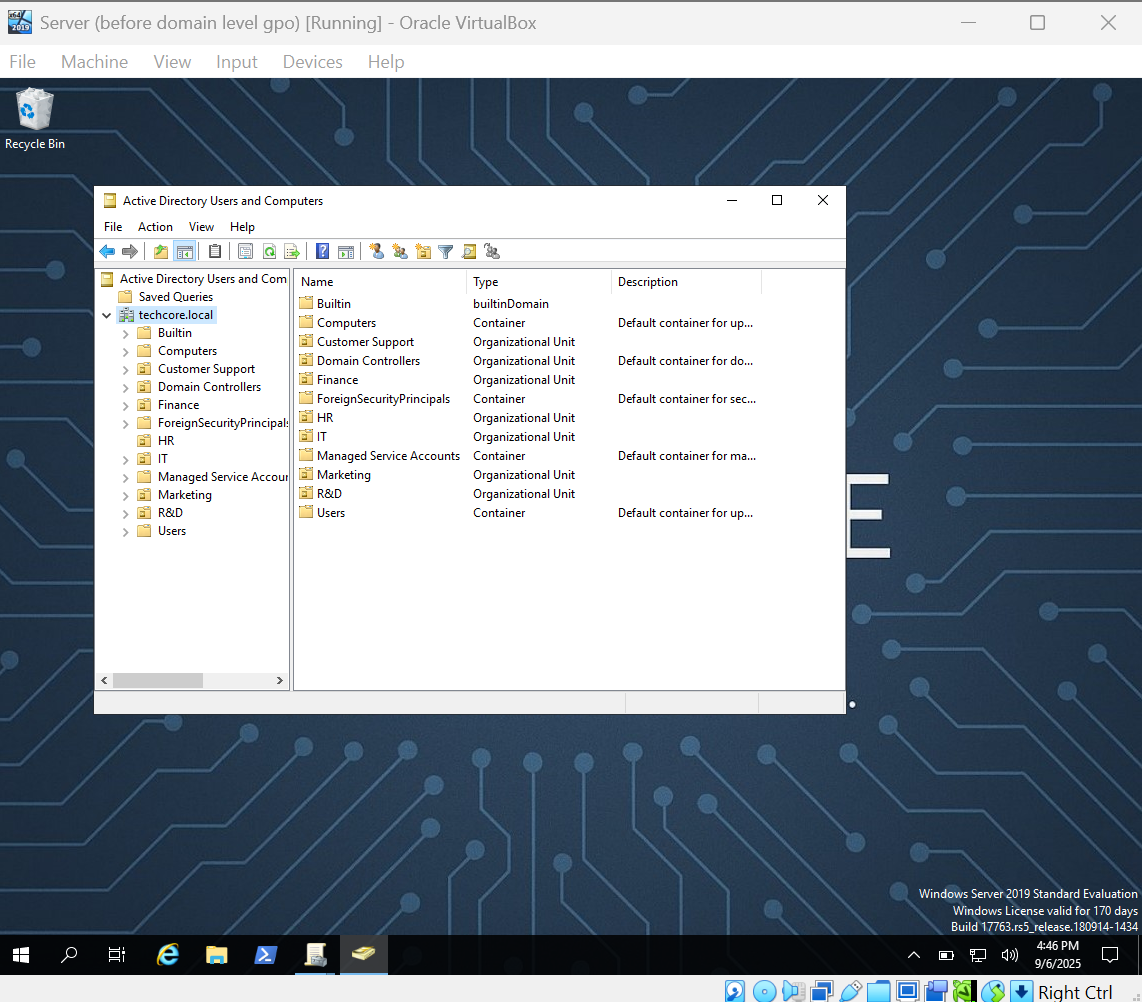 Server (before domain level gpo) [Running] - Oracle VirtualBox
File Machine View Input Devices Help
Recycle Bin
Active Directory Users and Computers
File Action View Help
Active Directory Users and Com
Saved Queries
techcore.local
Builtin
Computers
Customer Support
Domain Controllers
Finance
ForeignSecurityPrincipals
HR
IT
Managed Service Accour
Marketing
R&D
Users
Name Type Description
Builtin builtinDomain
Computers Container Default container for up...
Customer Support Organizational Unit
Domain Controllers Organizational Unit Default container for do...
Finance Organizational Unit
ForeignSecurityPrincipals Container Default container for sec...
HR Organizational Unit
IT Organizational Unit
Managed Service Accounts Container Default container for ma...
Marketing Organizational Unit
R&D Organizational Unit
Users Container Default container for up...
E
Windows Server 2019 Standard Evaluation
Windows License valid for 170 days
Build 17763.rs5_release.180914-1434
4:46 PM
9/6/2025
Right Ctrl